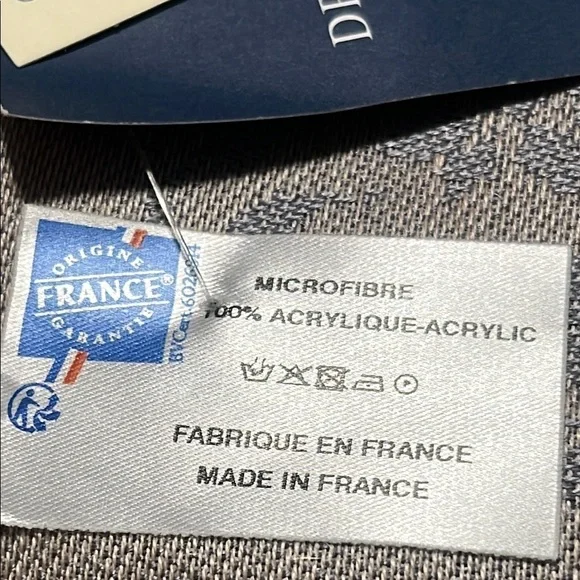 ORIGINE
FRANCE®
GARANTIE
MICROFIBRE
100% ACRYLIQUE-ACRYLIC
FABRIQUE EN FRANCE
MADE IN FRANCE